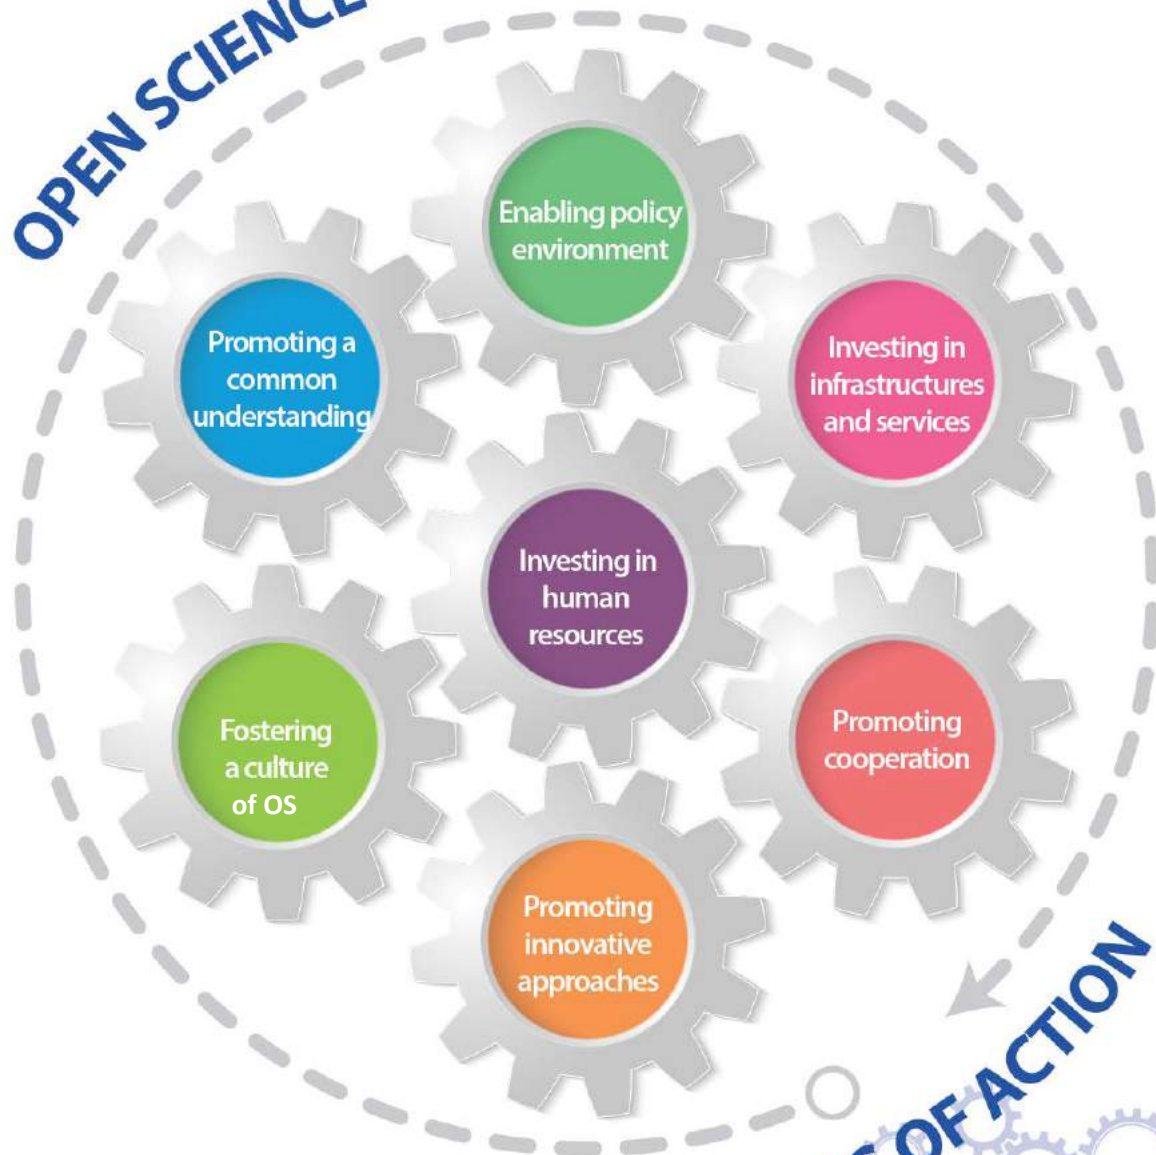 OPEN SCIENCE
Enabling policy
environment
Promoting a
common
understanding
Investing in
infrastructures
and services
Investing in
human
resources
Fostering
a culture
of OS
Promoting
cooperation
Promoting
innovative
approaches
OF ACTION